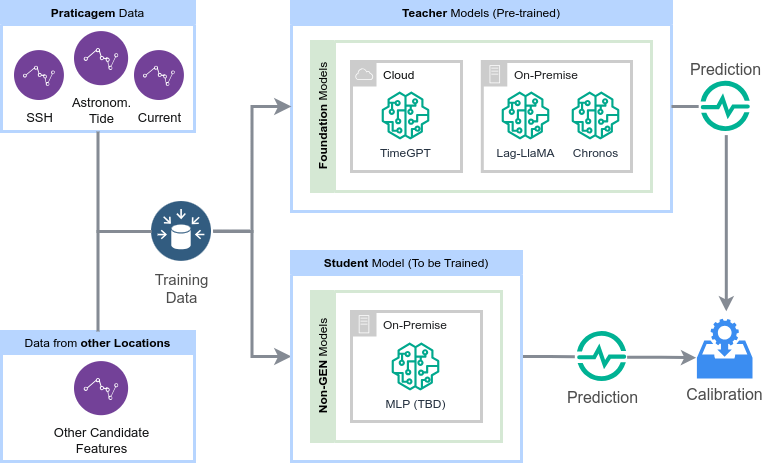 Praticagem Data
SSH
Astronom.
Tide
Current
Training
Data
Data from other Locations
Other Candidate
Features
Teacher Models (Pre-trained)
Foundation Models
Cloud
TimeGPT
On-Premise
Lag-LlaMA
Chronos
Prediction
Student Model (To be Trained)
Non-GEN Models
On-Premise
MLP (TBD)
Prediction
Calibration